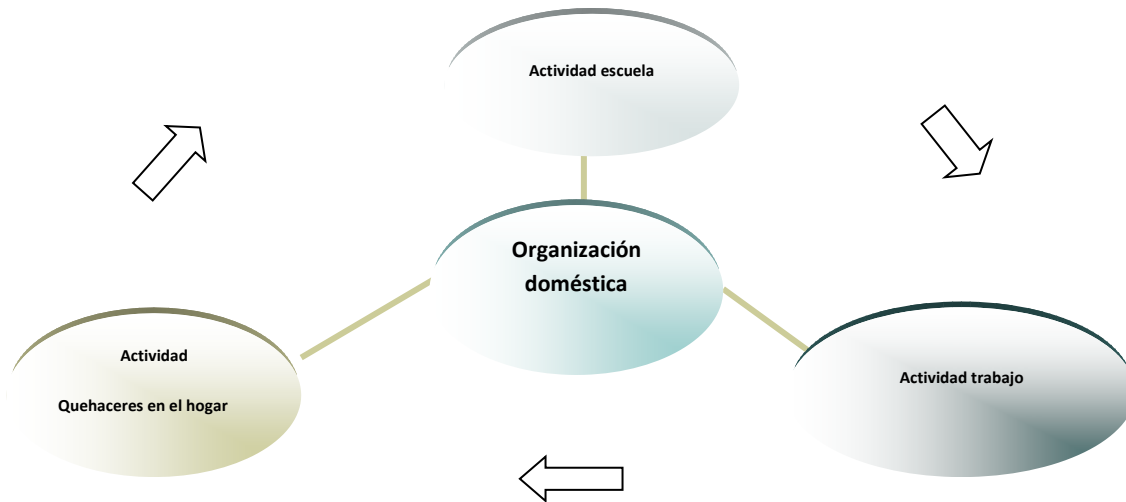 Actividad escuela
Organización
doméstica
Actividad
Quehaceres en el hogar
Actividad trabajo